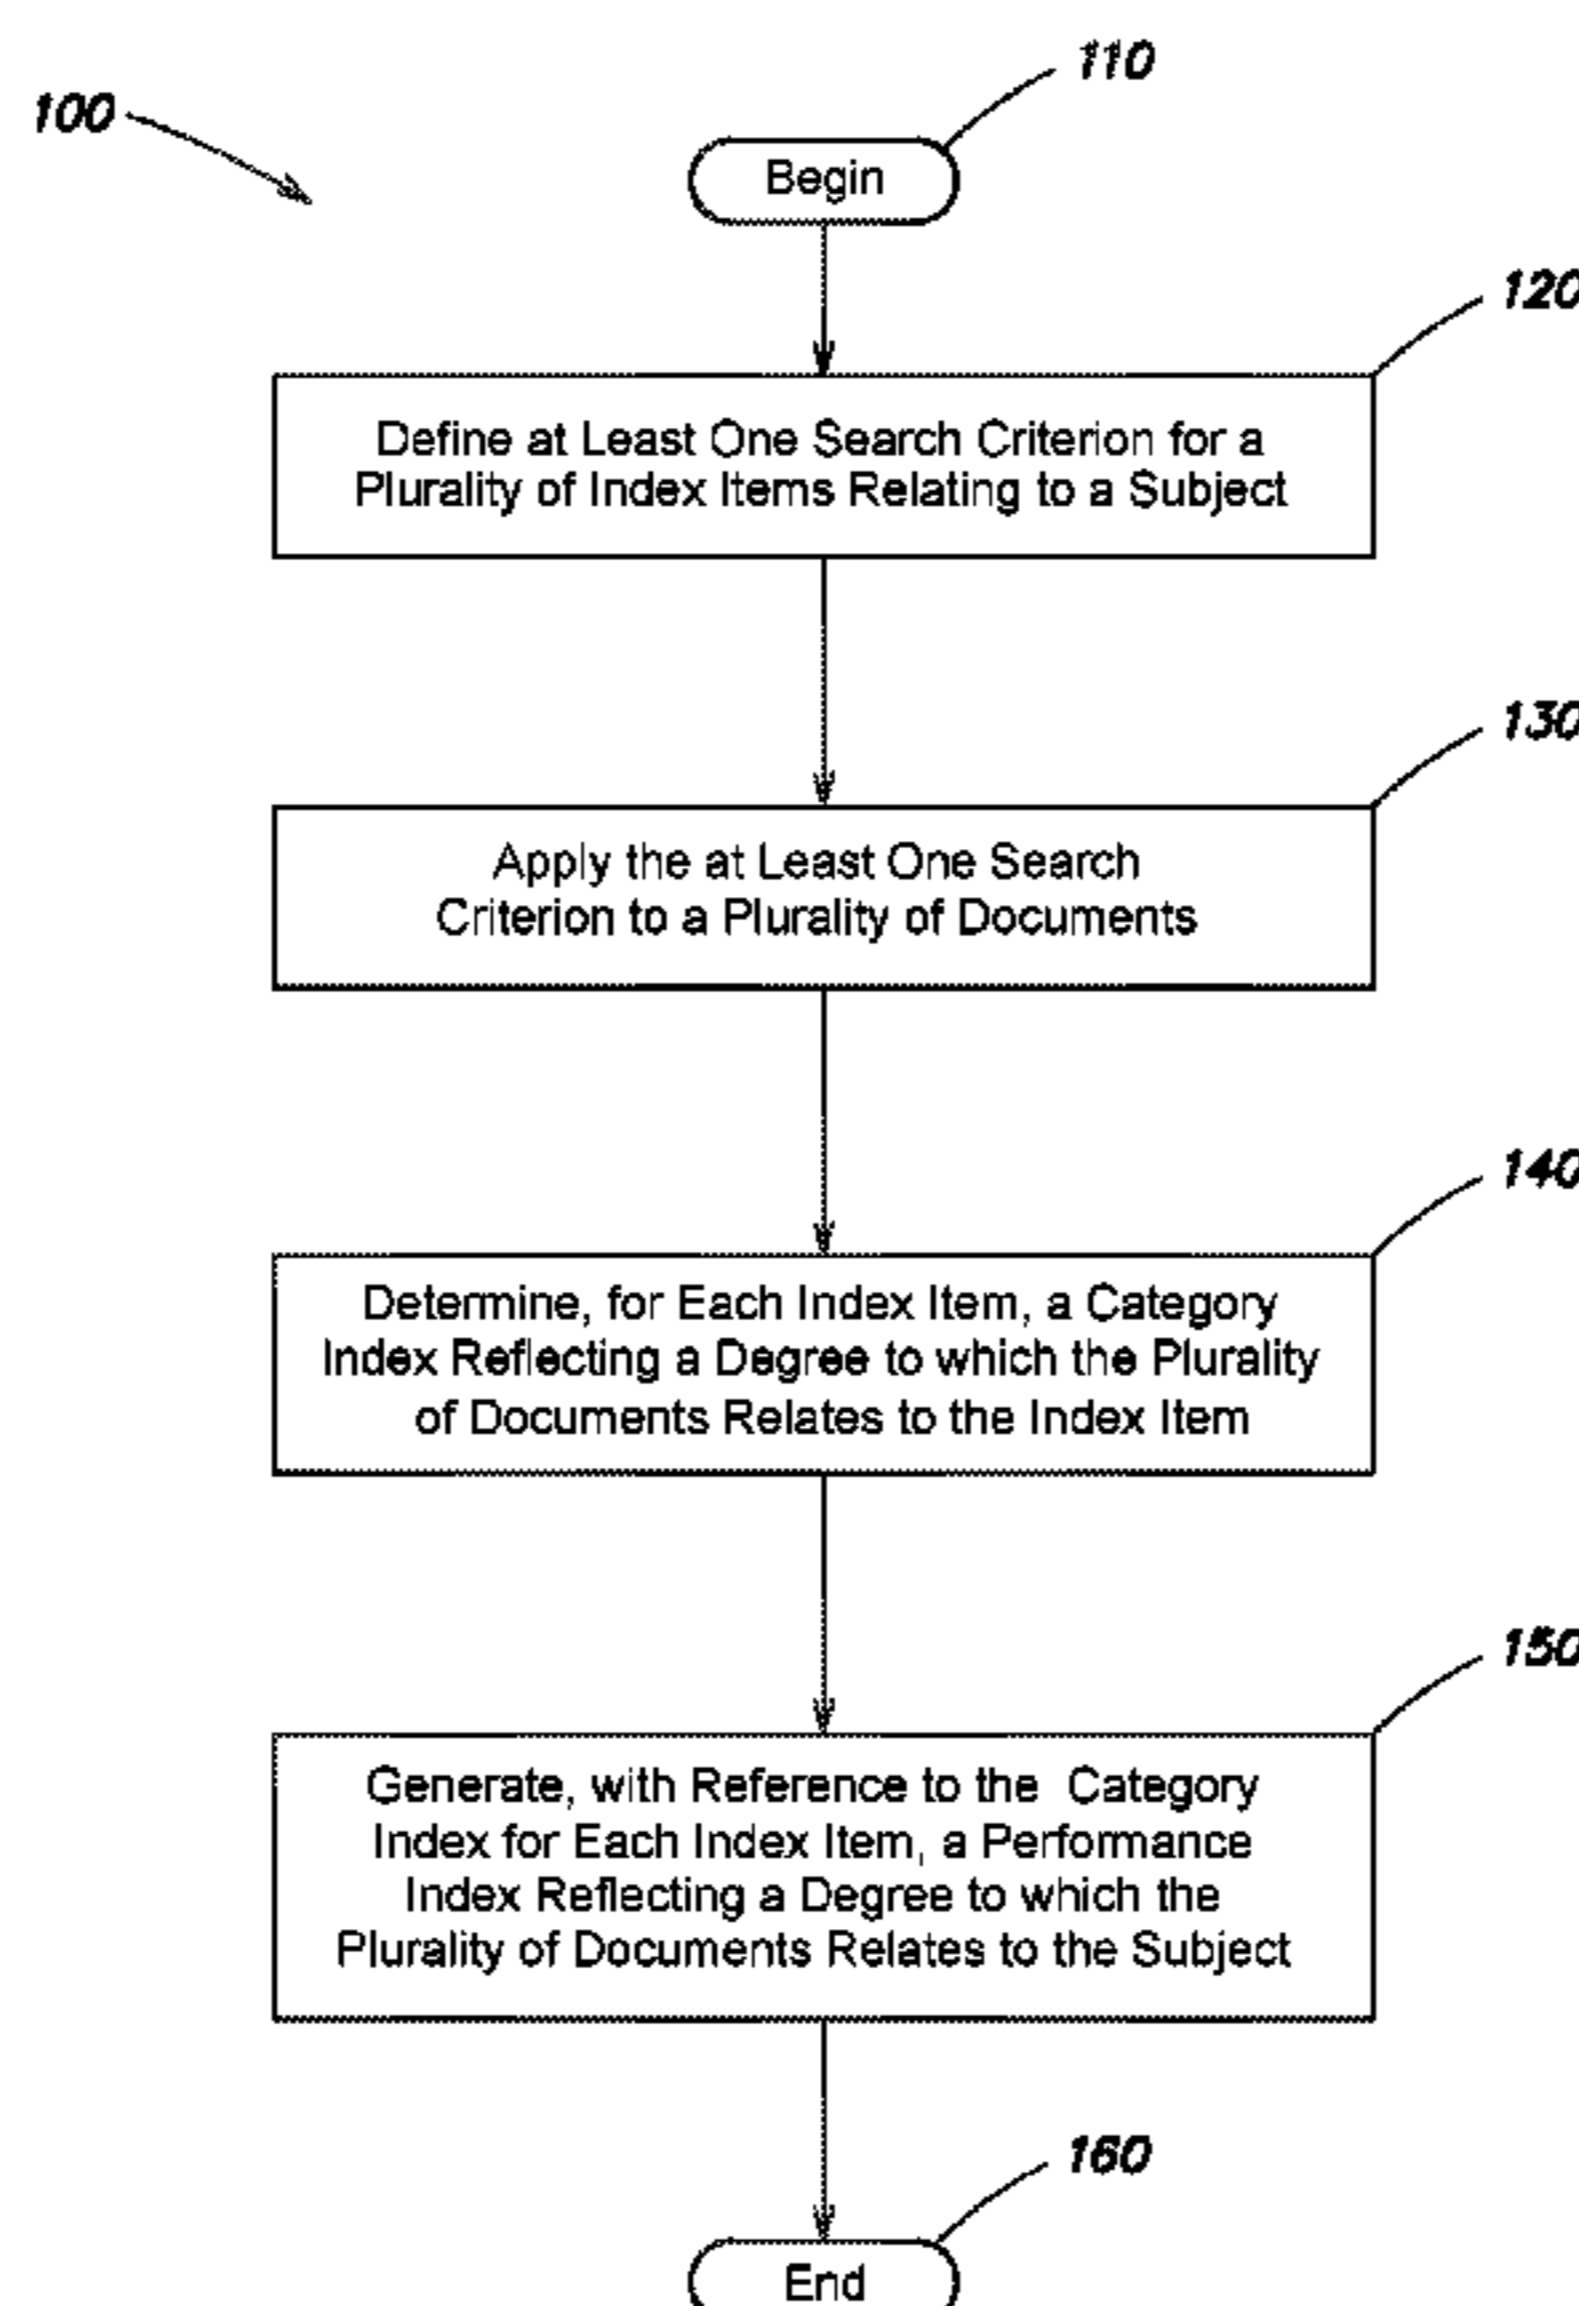 110
100
Begin
120
Define at Least One Search Criterion for a
Plurality of Index Items Relating to a Subject
130
Apply the at Least One Search
Criterion to a Plurality of Documents
140
Determine, for Each Index Item, a Category
Index Reflecting a Degree to which the Plurality
of Documents Relates to the Index Item
150
Generate, with Reference to the Category
Index for Each Index Item, a Performance
Index Reflecting a Degree to which the
Plurality of Documents Relates to the Subject
160
End